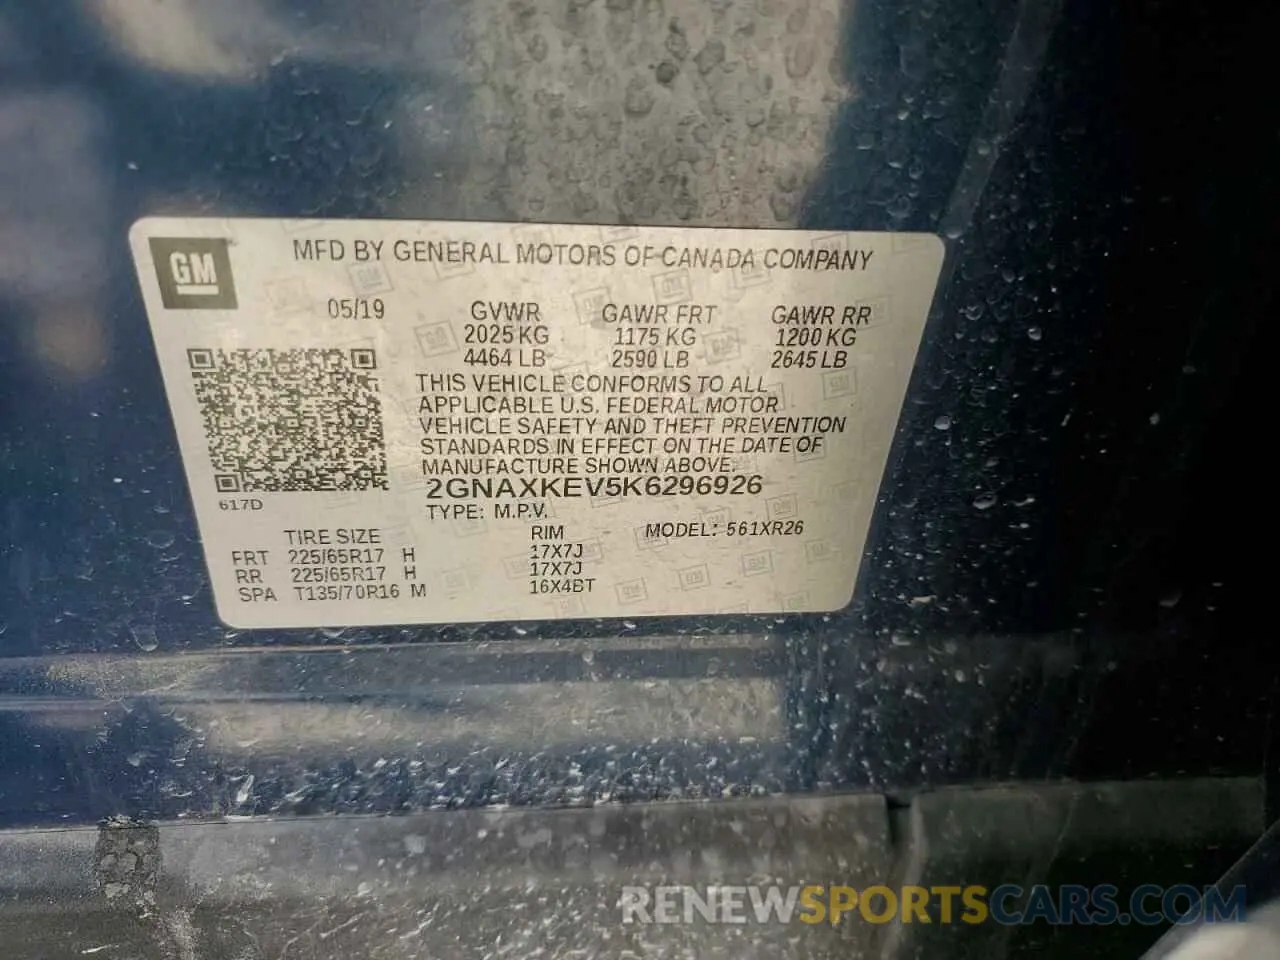 GM
MFD BY GENERAL MOTORS OF CANADA COMPANY
05/19 GVWR GAWR FRT GAWR RR
2025 KG 1175 KG 1200 KG
4464 LB 2590 LB 2645 LB
THIS VEHICLE CONFORMS TO ALL
APPLICABLE U.S. FEDERAL MOTOR
VEHICLE SAFETY AND THEFT PREVENTION
STANDARDS IN EFFECT ON THE DATE OF
MANUFACTURE SHOWN ABOVE.
2GNAXKEV5K6296926
617D
TYPE: M.P.V.
TIRE SIZE RIM MODEL: 561XR26
FRT 225/65R17 H 17X7J
RR 225/65R17 H 17X7J
SPA T135/70R16 M 16X4BT
RENEWSPORTSCARS.COM